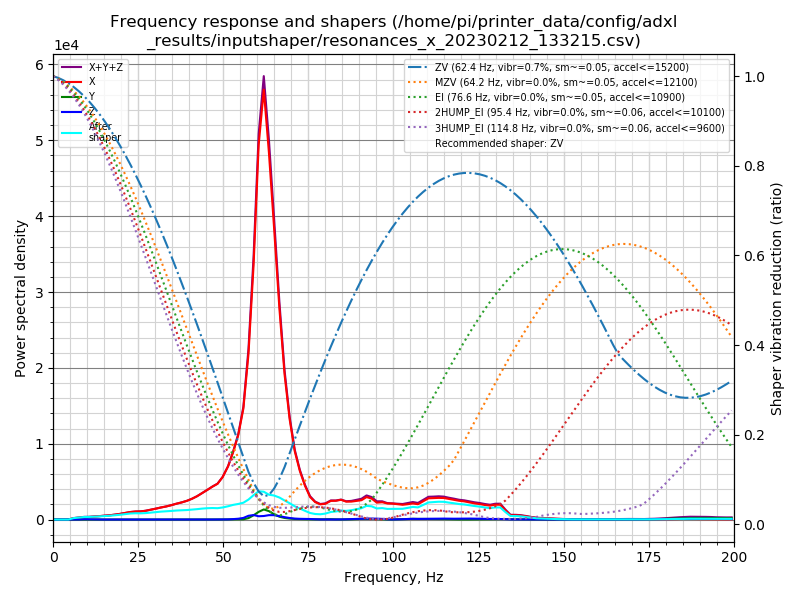 Frequency response and shapers (/home/pi/printer_data/config/adxl
_results/inputshaper/resonances_x_20230212_133215.csv)
1e4
X+Y+Z
X
Y
Z
After
shaper
ZV (62.4 Hz, vibr=0.7%, sm~=0.05, accel<=15200)
MZV (64.2 Hz, vibr=0.0%, sm~=0.05, accel<=12100)
EI (76.6 Hz, vibr=0.0%, sm~=0.05, accel<=10900)
2HUMP_EI (95.4 Hz, vibr=0.0%, sm~=0.06, accel<=10100)
3HUMP_EI (114.8 Hz, vibr=0.0%, sm~=0.06, accel<=9600)
Recommended shaper: ZV
Power spectral density
6
5
4
3
2
1
0
1.0
0.8
0.6
0.4
0.2
0.0
Shaper vibration reduction (ratio)
0 25 50 75 100 125 150 175 200
Frequency, Hz